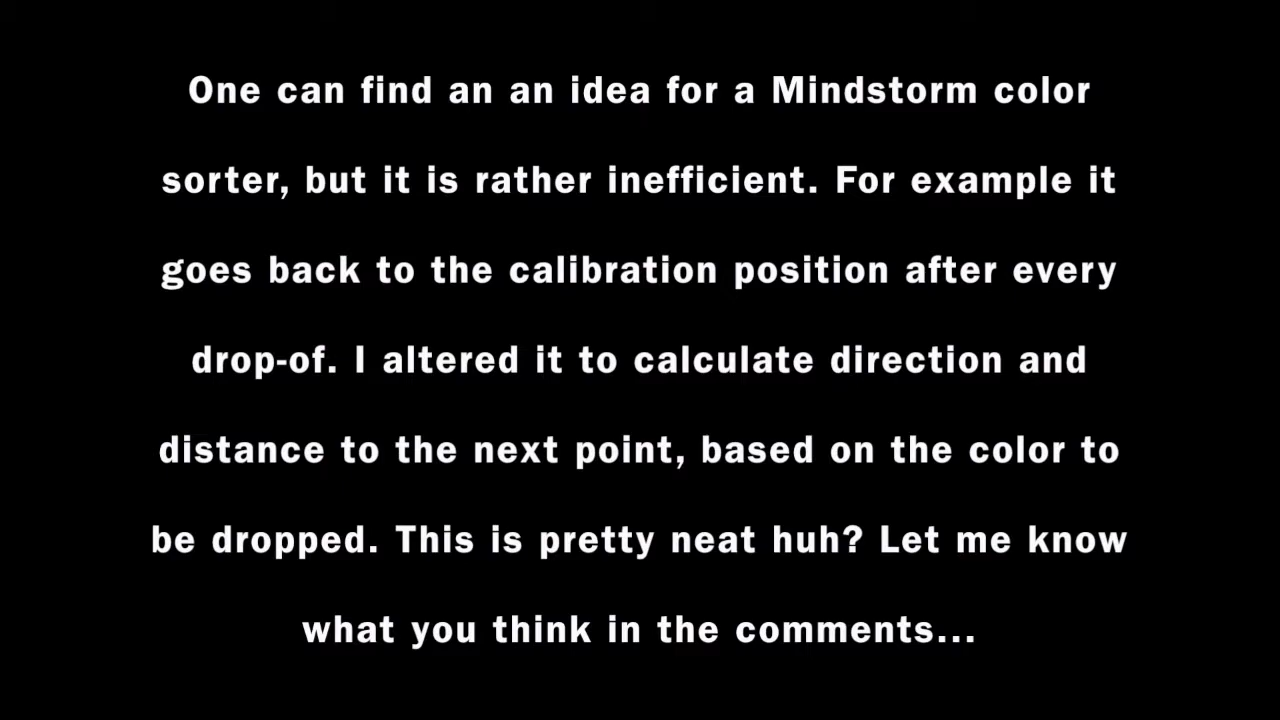 One can find an an idea for a Mindstorm color
sorter, but it is rather inefficient. For example it
goes back to the calibration position after every
drop-of. I altered it to calculate direction and
distance to the next point, based on the color to
be dropped. This is pretty neat huh? Let me know
what you think in the comments...